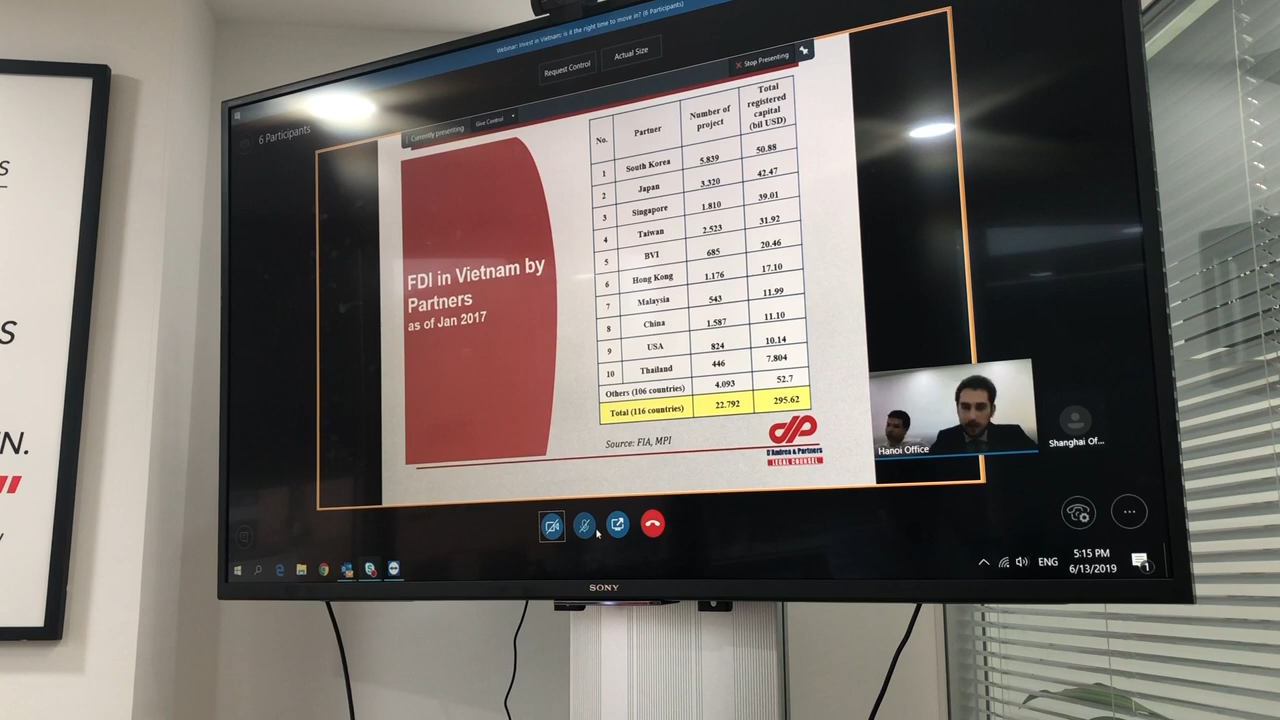 S
S
N.
y
Webinar: Invest in Vietnam: is it the right time to move in? (6 Participants)
Request Control
Actual Size
6 Participants
Currently presenting
Give Control
Stop Presenting
FDI in Vietnam by
Partners
as of Jan 2017
No. Partner Number of project Total registered capital (bil USD)
1 South Korea 5.839 50.88
2 Japan 3.320 42.47
3 Singapore 1.810 39.01
4 Taiwan 2.523 31.92
5 BVI 685 20.46
6 Hong Kong 1.176 17.10
7 Malaysia 543 11.99
8 China 1.587 11.10
9 USA 824 10.14
10 Thailand 446 7.804
Others (106 countries) 4.093 52.7
Total (116 countries) 22.792 295.62
Source: FIA, MPI
D'Andrea & Partners
LEGAL COUNSEL
Hanoi Office
Shanghai Of...
ENG
5:15 PM
6/13/2019
1
SONY